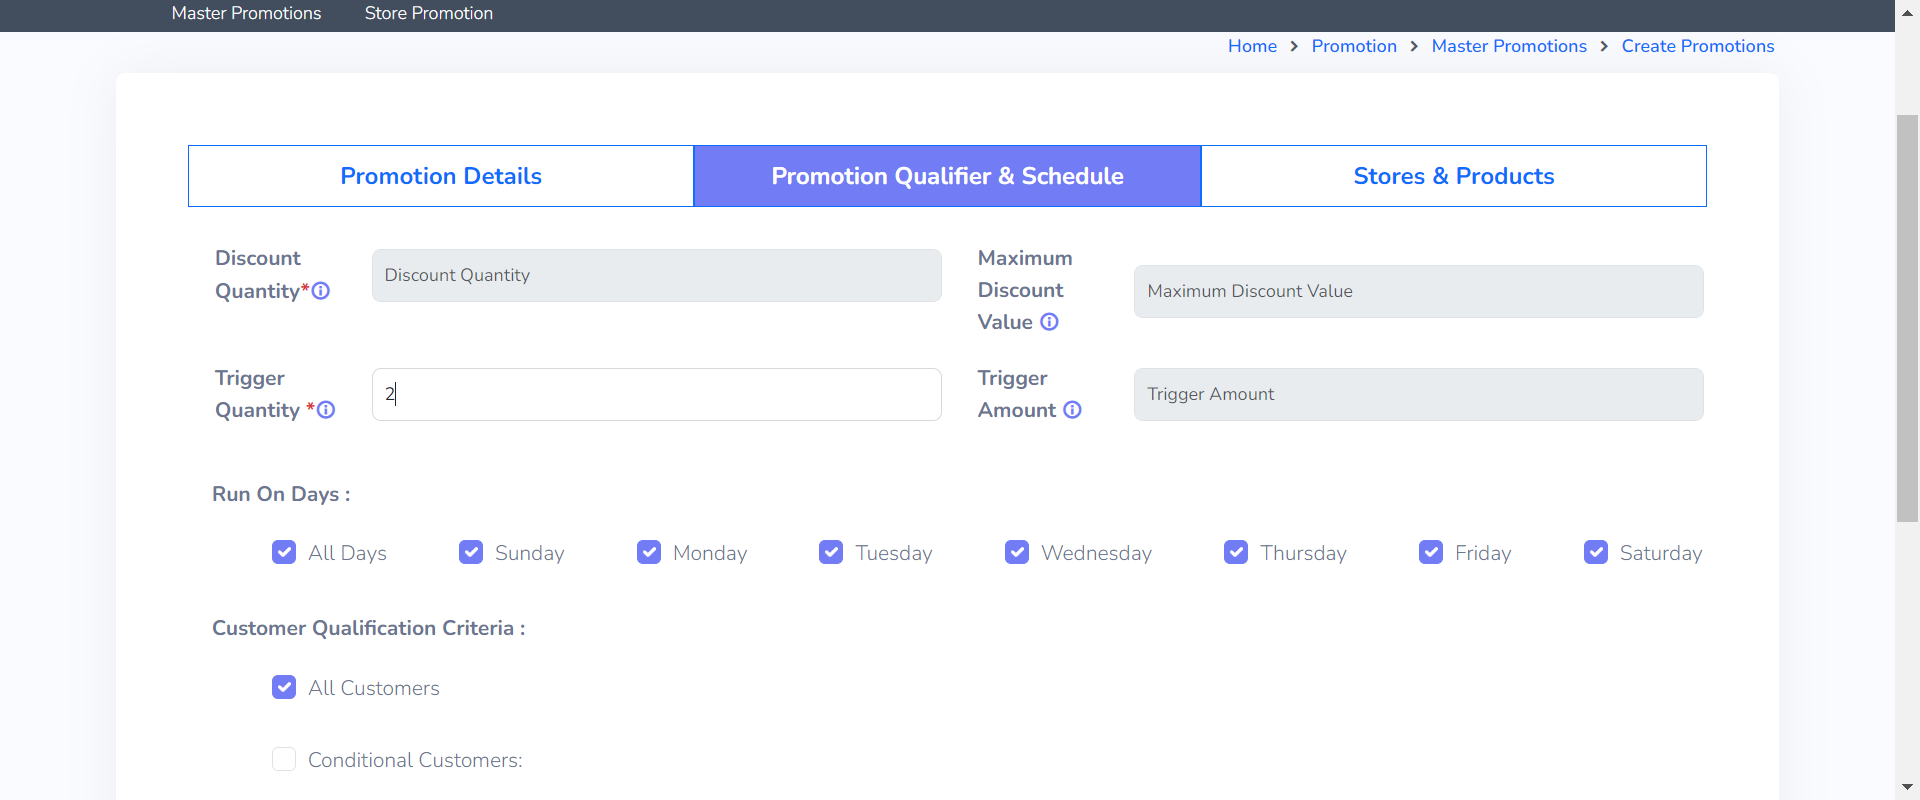 Master Promotions Store Promotion
Home Promotion Master Promotions Create Promotions
Promotion Details Promotion Qualifier & Schedule Stores & Products
Discount
Quantity*
Discount Quantity
Maximum
Discount
Value
Maximum Discount Value
Trigger
Quantity *
2
Trigger
Amount
Trigger Amount
Run On Days :
All Days Sunday Monday Tuesday Wednesday Thursday Friday Saturday
Customer Qualification Criteria :
All Customers
Conditional Customers: